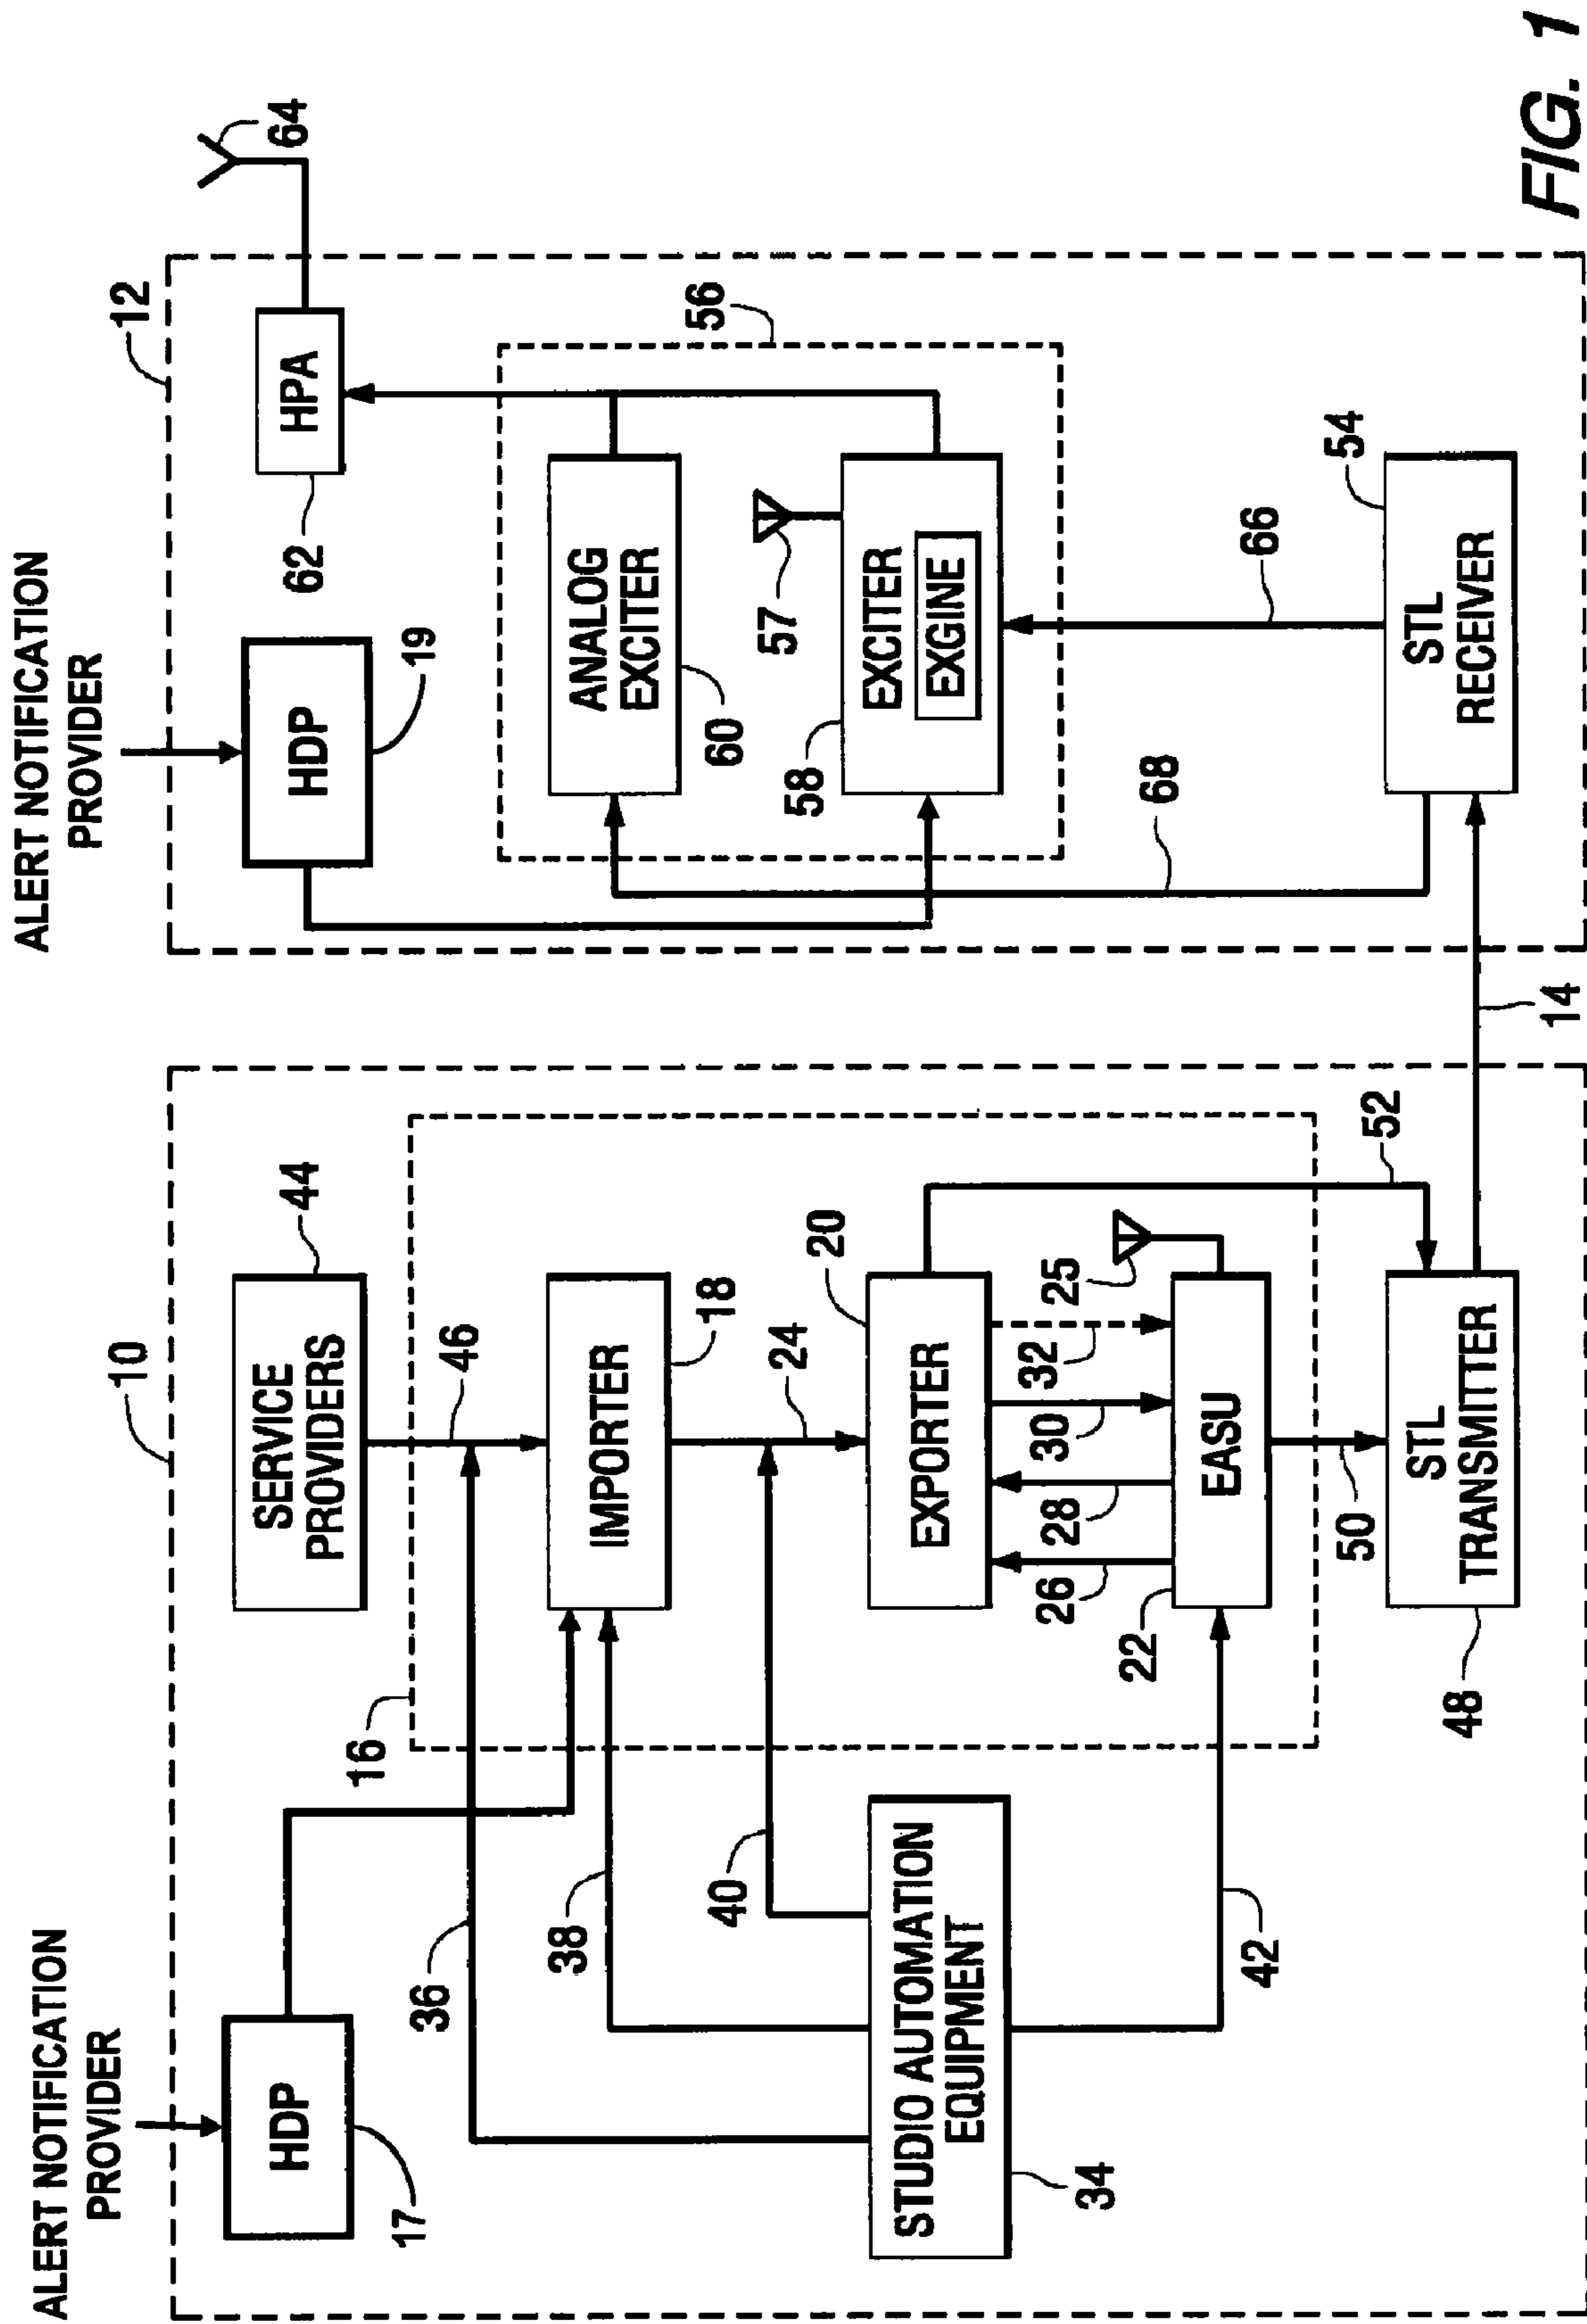 ALERT NOTIFICATION
PROVIDER
HDP
17
10
SERVICE
PROVIDERS
44
46
36
16
IMPORTER
18
38
24
40
EXPORTER
20
26
28
30
32
25
22
EASU
STUDIO AUTOMATION
EQUIPMENT
34
42
50
52
STL
TRANSMITTER
48
14
ALERT NOTIFICATION
PROVIDER
HDP
19
12
HPA
62
64
56
ANALOG
EXCITER
60
57
EXCITER
EXGINE
58
68
66
STL
RECEIVER
54
FIG. 1